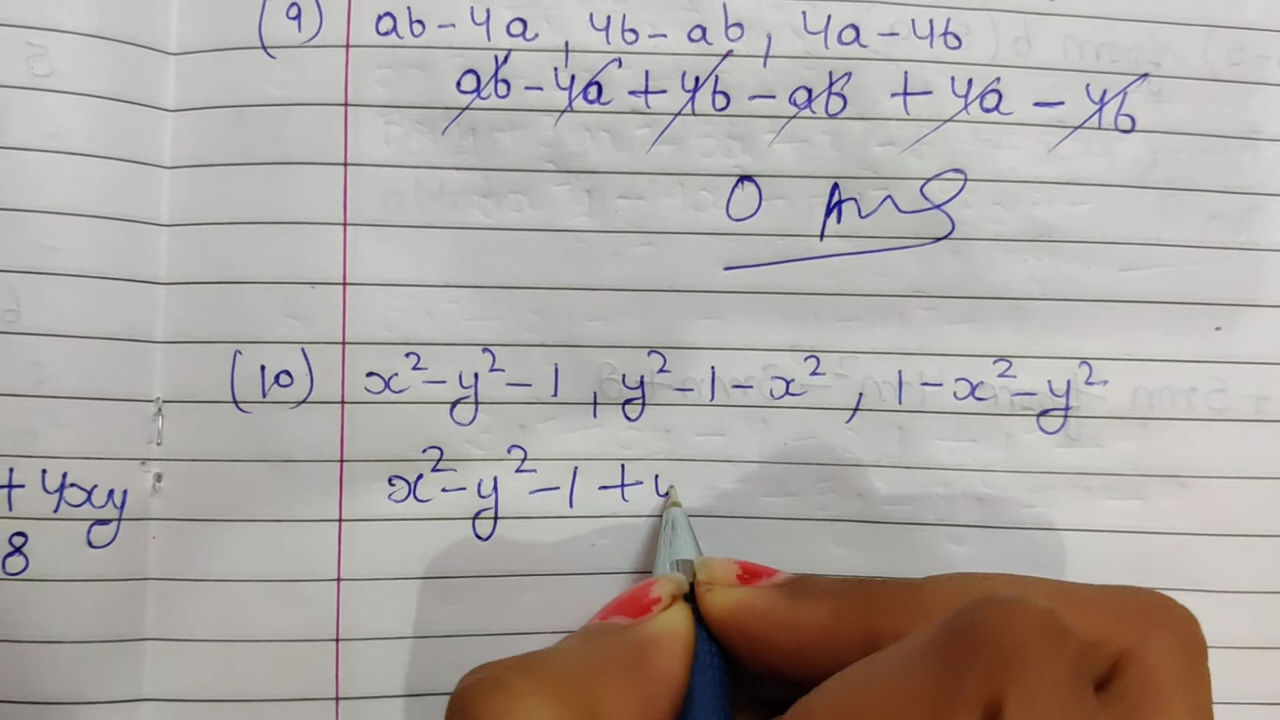 (9) ab-4a, 4b-ab, 4a-4b
ab-4a+4b-ab+4a-4b
0 Ans
(10) x²-y²-1, y²-1-x², 1-x²-y²
x²-y²-1+y
+4xy
8